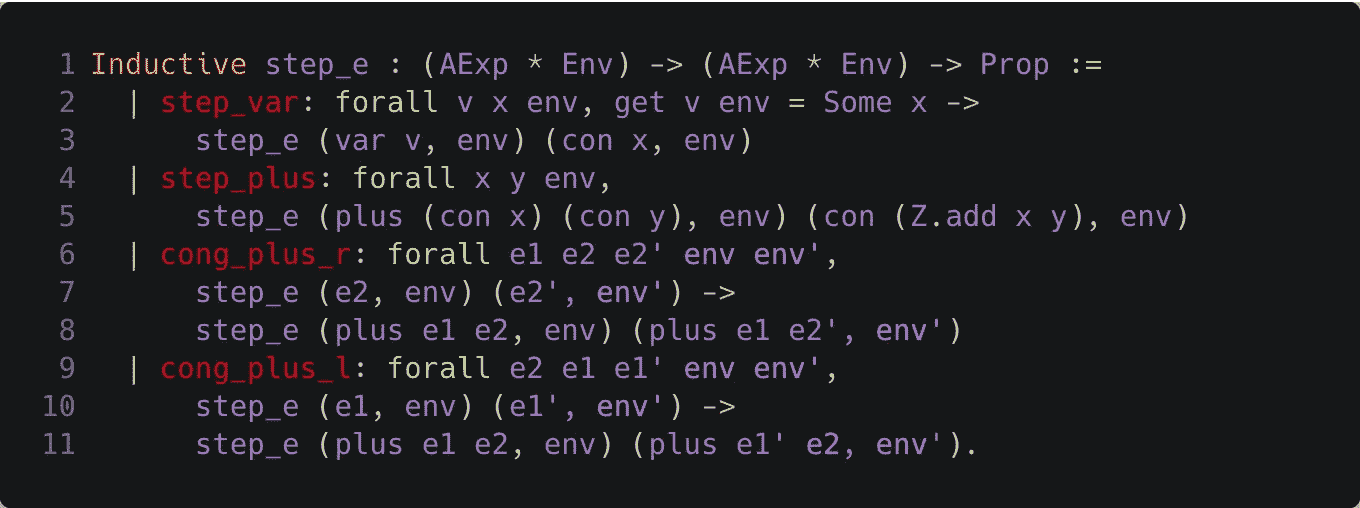 1 Inductive step_e : (AExp * Env) -> (AExp * Env) -> Prop :=
2   | step_var: forall v x env, get v env = Some x ->
3       step_e (var v, env) (con x, env)
4   | step_plus: forall x y env,
5       step_e (plus (con x) (con y), env) (con (Z.add x y), env)
6   | cong_plus_r: forall e1 e2 e2' env env',
7       step_e (e2, env) (e2', env') ->
8       step_e (plus e1 e2, env) (plus e1 e2', env')
9   | cong_plus_l: forall e2 e1 e1' env env',
10      step_e (e1, env) (e1', env') ->
11      step_e (plus e1 e2, env) (plus e1' e2, env').